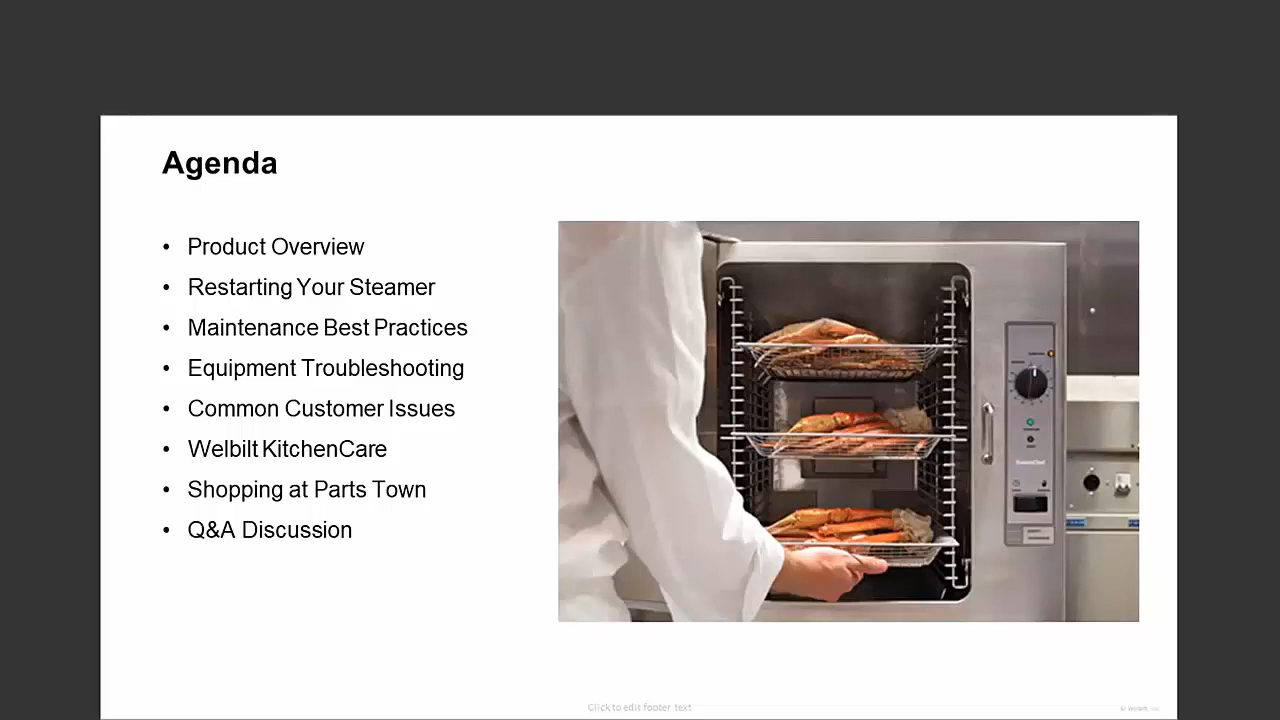 Agenda
• Product Overview
• Restarting Your Steamer
• Maintenance Best Practices
• Equipment Troubleshooting
• Common Customer Issues
• Welbilt KitchenCare
• Shopping at Parts Town
• Q&A Discussion
Click to edit footer text